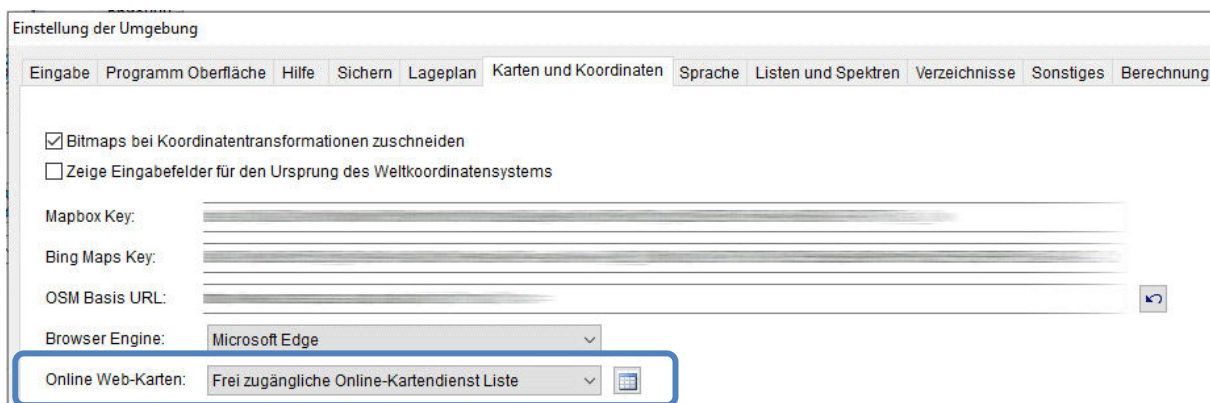 Einstellung der Umgebung
Eingabe Programm Oberfläche Hilfe Sichern Lageplan Karten und Koordinaten Sprache Listen und Spektren Verzeichnisse Sonstiges Berechnung
Bitmaps bei Koordinatentransformationen zuschneiden
Zeige Eingabefelder für den Ursprung des Weltkoordinatensystems
Mapbox Key:
Bing Maps Key:
OSM Basis URL:
Browser Engine: Microsoft Edge
Online Web-Karten: Frei zugängliche Online-Kartendienst Liste